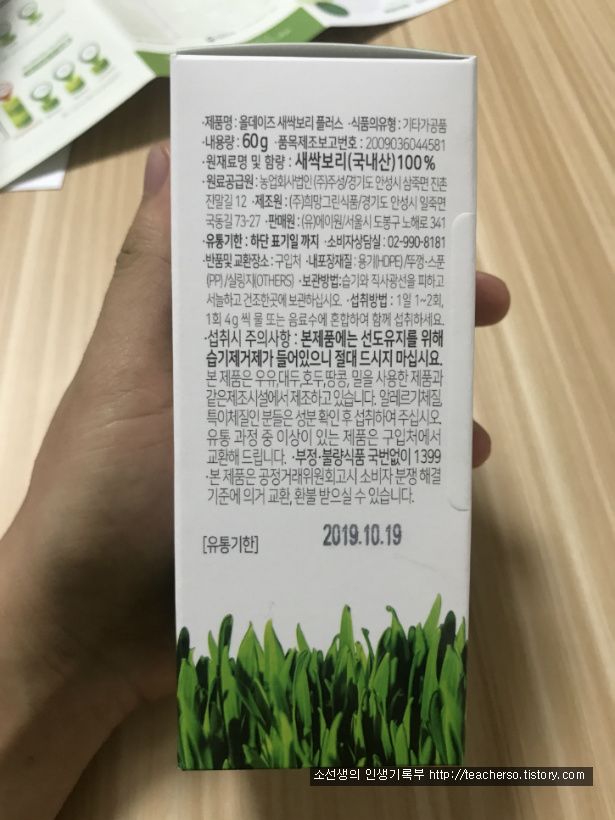 ·제품명 : 올데이즈 새싹보리 플러스 ·식품의유형 : 기타가공품
·내용량 : 60g ·품목제조보고번호 : 2009036044581
·원재료명 및 함량 : 새싹보리(국내산)100%
·원료공급원 : 농업회사법인 (주)주성/경기도 안성시 삼죽면 진촌
진말길 12 ·제조원 : (주)희망그린식품/경기도 안성시 일죽면
국동길 73-27 ·판매원 : (유)에이원/서울시 도봉구 노해로 341
·유통기한 : 하단 표기일 까지 ·소비자상담실 : 02-990-8181
·반품및 교환장소 : 구입처 ·내포장재질 : 용기(HDPE)/뚜껑·스푼
(PP)/실링지(OTHERS) ·보관방법:습기와 직사광선을 피하고
서늘하고 건조한곳에 보관하십시오. ·섭취방법 : 1일 1~2회,
1회 4g 씩 물 또는 음료수에 혼합하여 함께 섭취하세요.
·섭취시 주의사항 : 본제품에는 선도유지를 위해
습기제거제가 들어있으니 절대 드시지 마십시요.
본 제품은 우유,대두,호두,땅콩, 밀을 사용한 제품과
같은제조시설에서 제조하고 있습니다. 알레르기체질,
특이체질인 분들은 성분 확인 후 섭취하여 주십시오.
유통 과정 중 이상이 있는 제품은 구입처에서
교환해 드립니다. ·부정·불량식품 국번없이 1399
·본 제품은 공정거래위원회고시 소비자 분쟁 해결
기준에 의거 교환, 환불 받으실 수 있습니다.
[유통기한] 2019.10.19
소선생의 인생기록부 http://teacherso.tistory.com